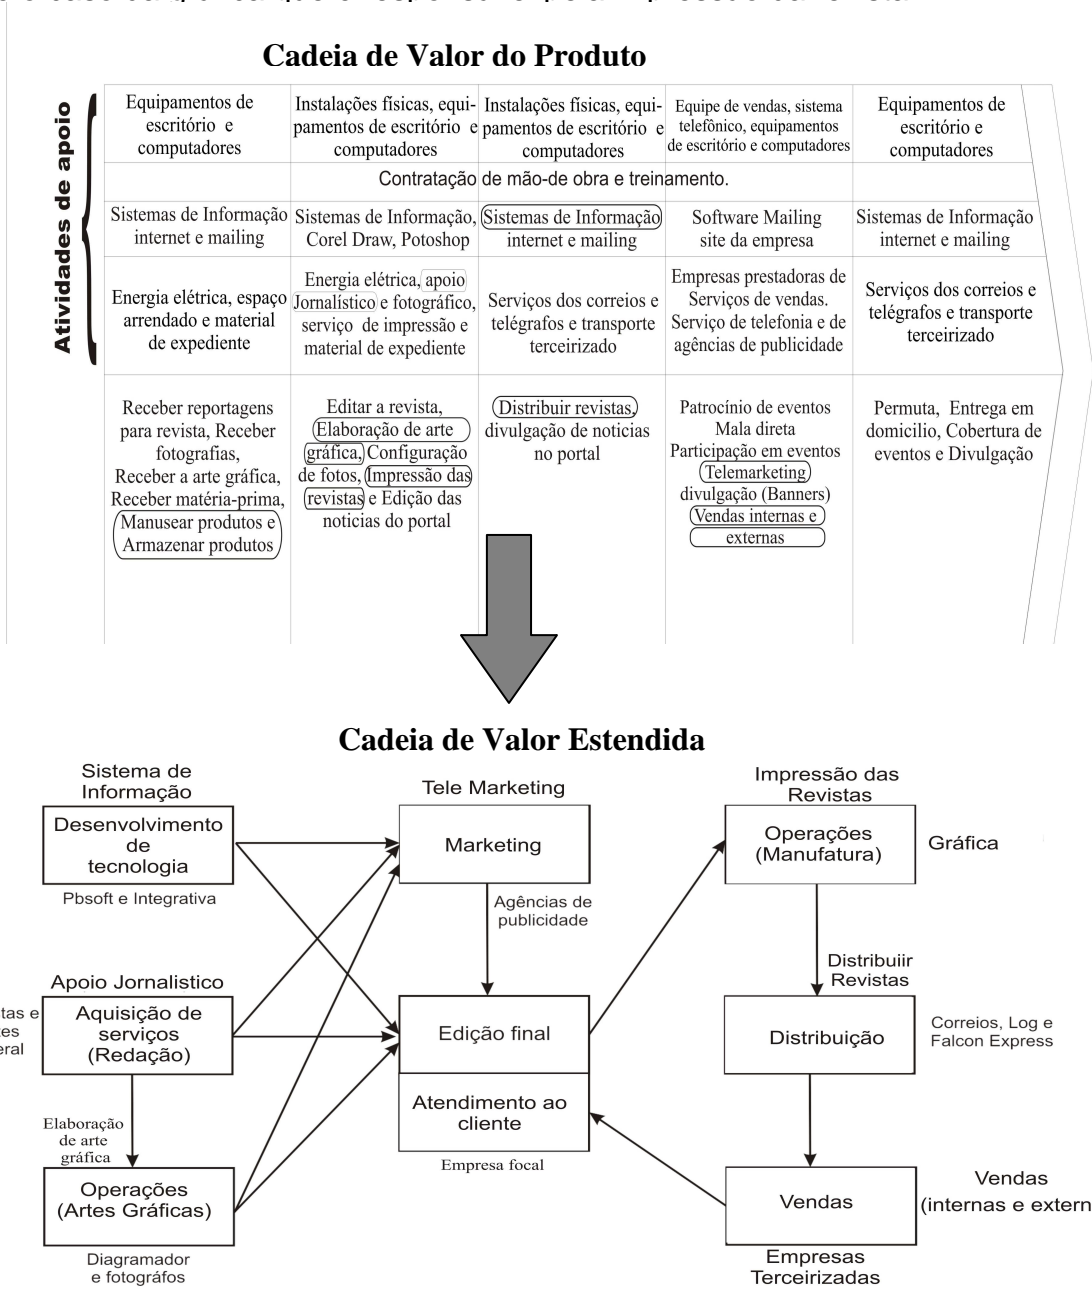 Cadeia de Valor do Produto
Atividades de apoio
Equipamentos de
escritório e
computadores
Instalações físicas, equi-
pamentos de escritório e
computadores
Instalações físicas, equi-
pamentos de escritório e
computadores
Equipe de vendas, sistema
telefônico, equipamentos
de escritório e computadores
Equipamentos de
escritório e
computadores
Contratação de mão-de obra e treinamento.
Sistemas de Informação
internet e mailing
Sistemas de Informação,
Corel Draw, Potoshop
Sistemas de Informação
internet e mailing
Software Mailing
site da empresa
Sistemas de Informação
internet e mailing
Energia elétrica, espaço
arrendado e material
de expediente
Energia elétrica, apoio
Jornalístico e fotográfico,
serviço de impressão e
material de expediente
Serviços dos correios e
telégrafos e transporte
terceirizado
Empresas prestadoras de
Serviços de vendas.
Serviço de telefonia e de
agências de publicidade
Serviços dos correios e
telégrafos e transporte
terceirizado
Receber reportagens
para revista, Receber
fotografias,
Receber a arte gráfica,
Receber matéria-prima,
Manusear produtos e
Armazenar produtos
Editar a revista,
Elaboração de arte
gráfica, Configuração
de fotos, Impressão das
revistas e Edição das
noticias do portal
Distribuir revistas,
divulgação de noticias
no portal
Patrocínio de eventos
Mala direta
Participação em eventos
Telemarketing
divulgação (Banners)
Vendas internas e
externas
Permuta, Entrega em
domicilio, Cobertura de
eventos e Divulgação
Cadeia de Valor Estendida
Sistema de
Informação
Desenvolvimento
de
tecnologia
Pbsoft e Integrativa
Tele Marketing
Marketing
Agências de
publicidade
Impressão das
Revistas
Operações
(Manufatura)
Gráfica
Apoio Jornalistico
Aquisição de
serviços
(Redação)
Edição final
Atendimento ao
cliente
Empresa focal
Distribuiir
Revistas
Distribuição
Correios, Log e
Falcon Express
Elaboração
de arte
gráfica
Operações
(Artes Gráficas)
Diagramador
e fotográfos
Vendas
Vendas
(internas e extern
Empresas
Terceirizadas